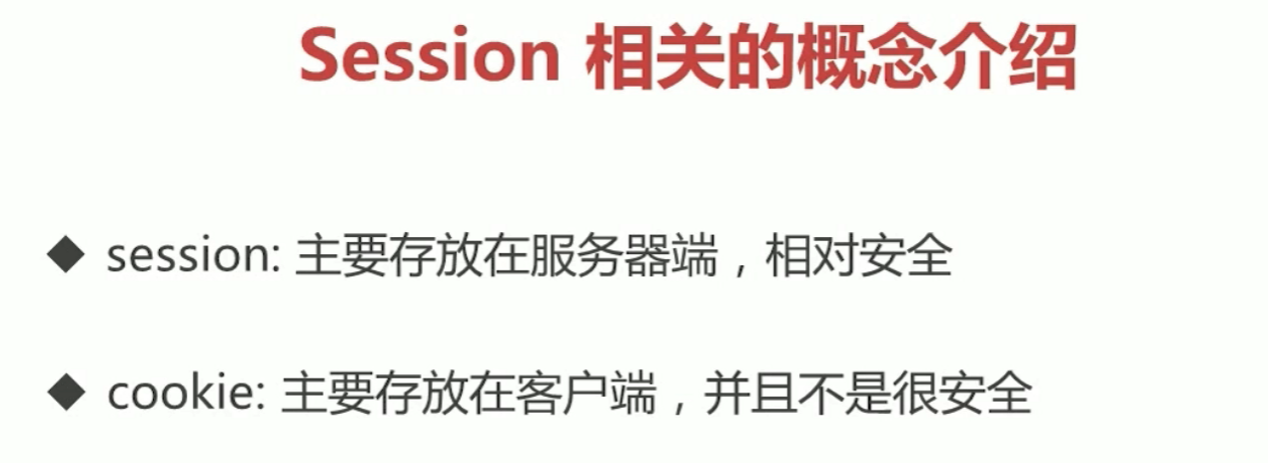 Session 相关的概念介绍
◆ session: 主要存放在服务器端，相对安全
◆ cookie: 主要存放在客户端，并且不是很安全